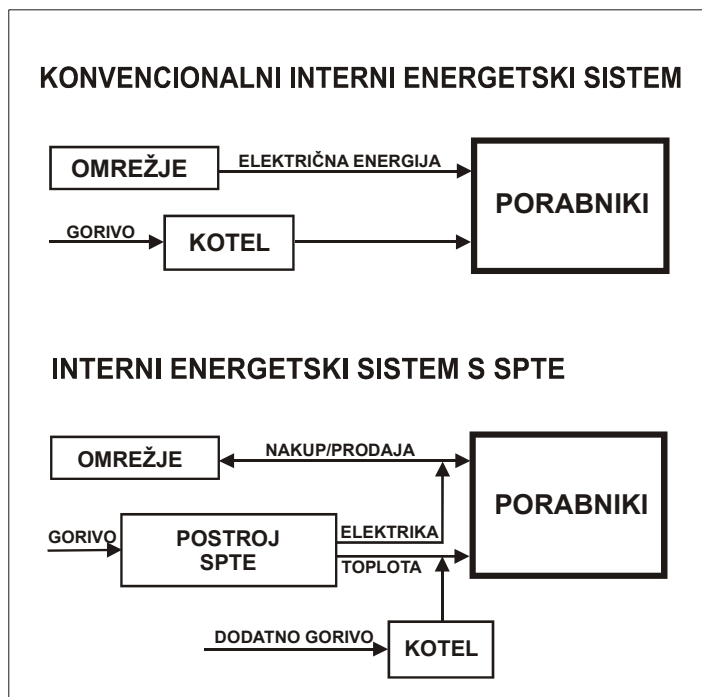 KONVENCIONALNI INTERNI ENERGETSKI SISTEM
OMREŽJE
ELEKTRIČNA ENERGIJA
PORABNIKI
GORIVO
KOTEL
INTERNI ENERGETSKI SISTEM S SPTE
OMREŽJE
NAKUP/PRODAJA
PORABNIKI
GORIVO
POSTROJ
SPTE
ELEKTRIKA
TOPLOTA
DODATNO GORIVO
KOTEL